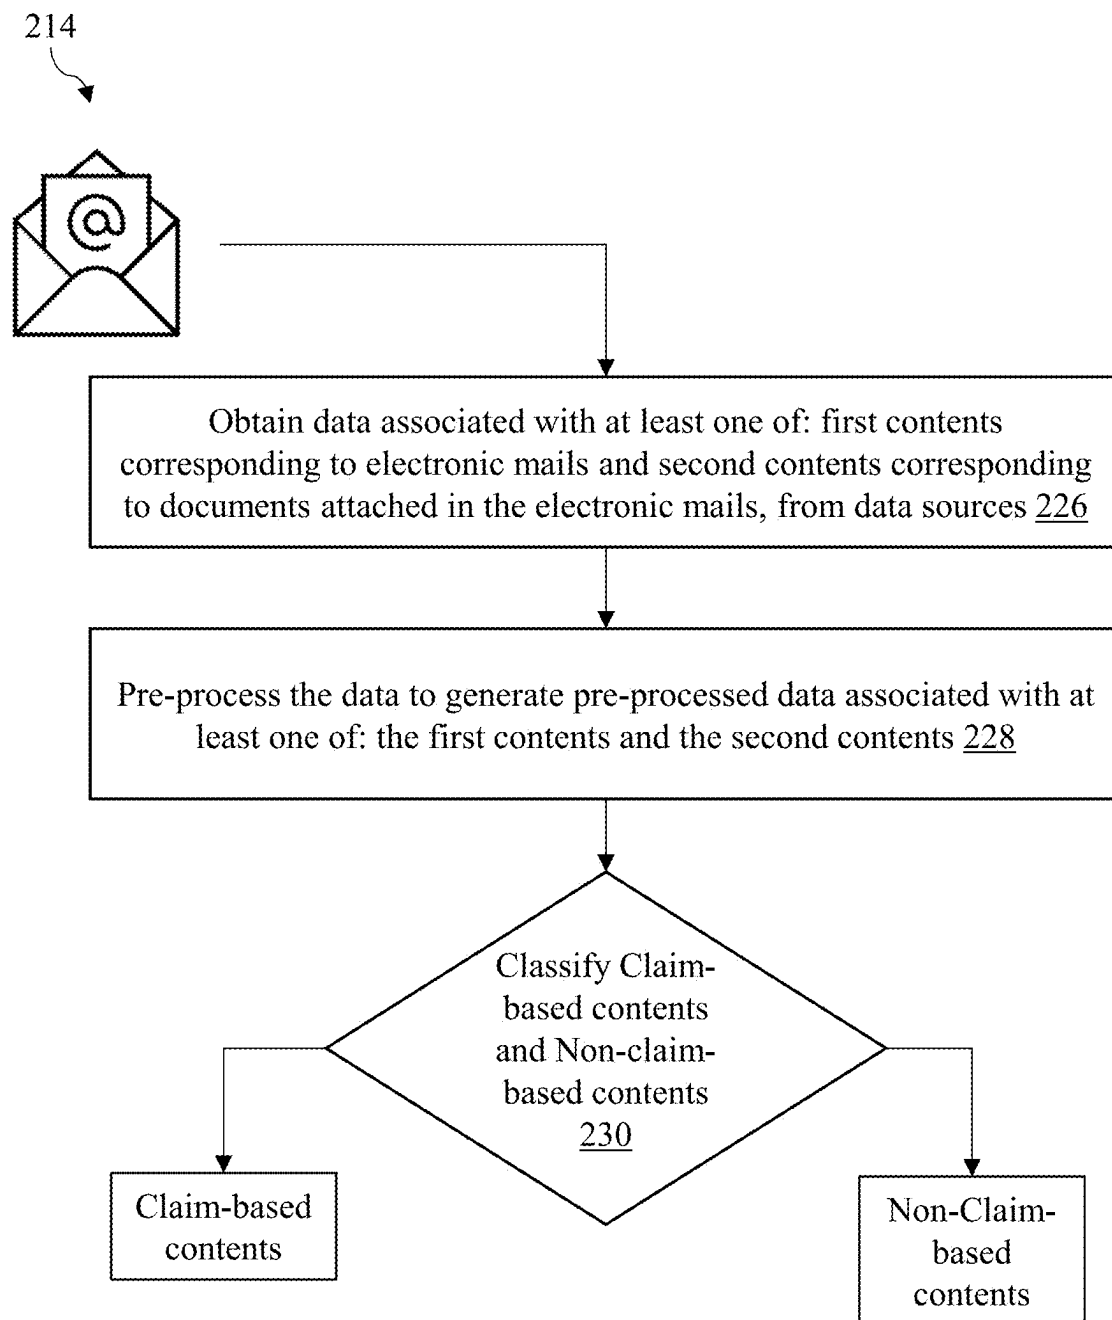 214
@
Obtain data associated with at least one of: first contents
corresponding to electronic mails and second contents corresponding
to documents attached in the electronic mails, from data sources 226
Pre-process the data to generate pre-processed data associated with at
least one of: the first contents and the second contents 228
Classify Claim-
based contents
and Non-claim-
based contents
230
Claim-based
contents
Non-Claim-
based
contents